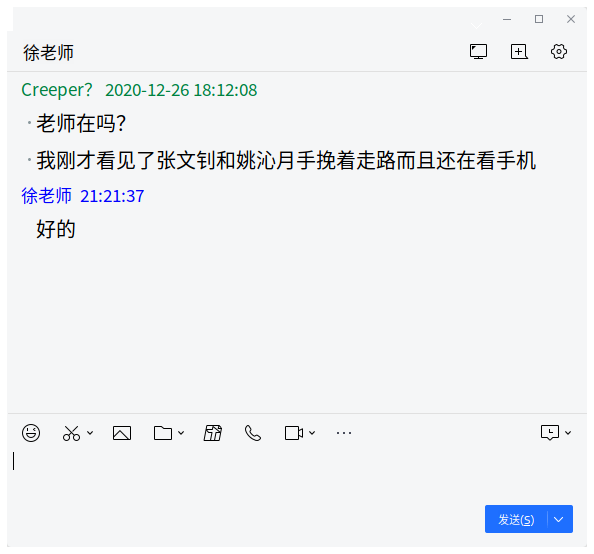 徐老师
Creeper? 2020-12-26 18:12:08
·老师在吗?
·我刚才看见了张文钊和姚沁月手挽着走路而且还在看手机
徐老师 21:21:37
好的
发送(S)